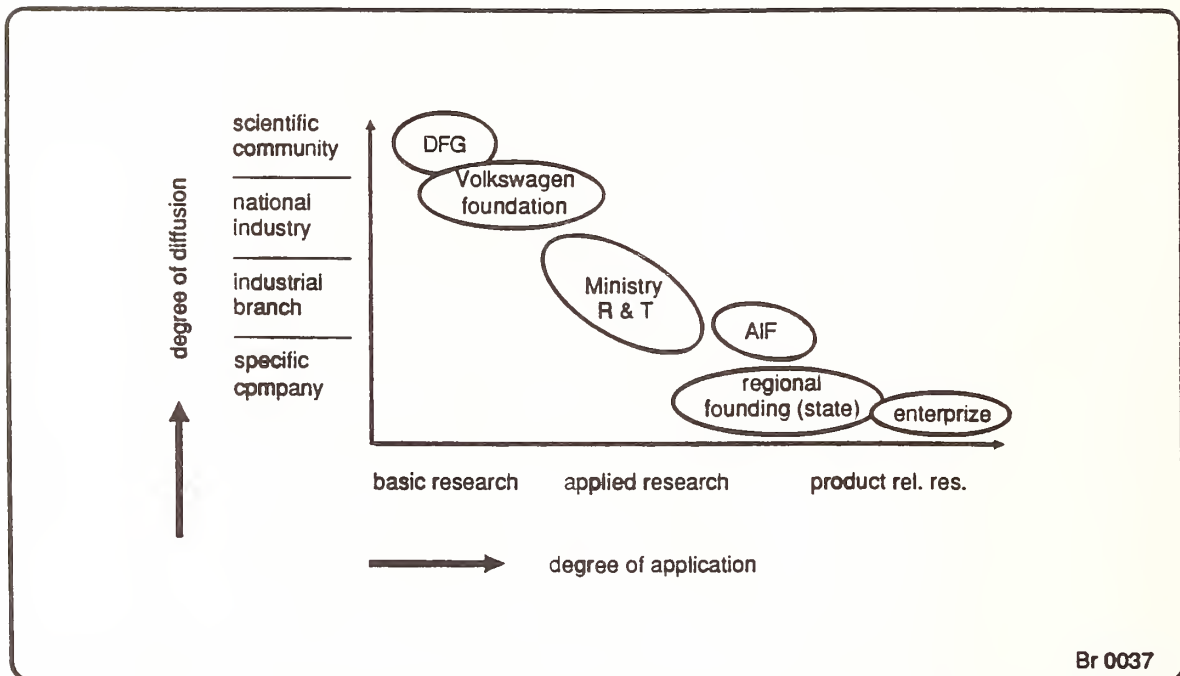 degree of diffusion
scientific
community
national
industry
industrial
branch
specific
cpmpany
DFG
Volkswagen
foundation
Ministry
R & T
AIF
regional
founding (state)
enterprize
basic research applied research product rel. res.
degree of application
Br 0037